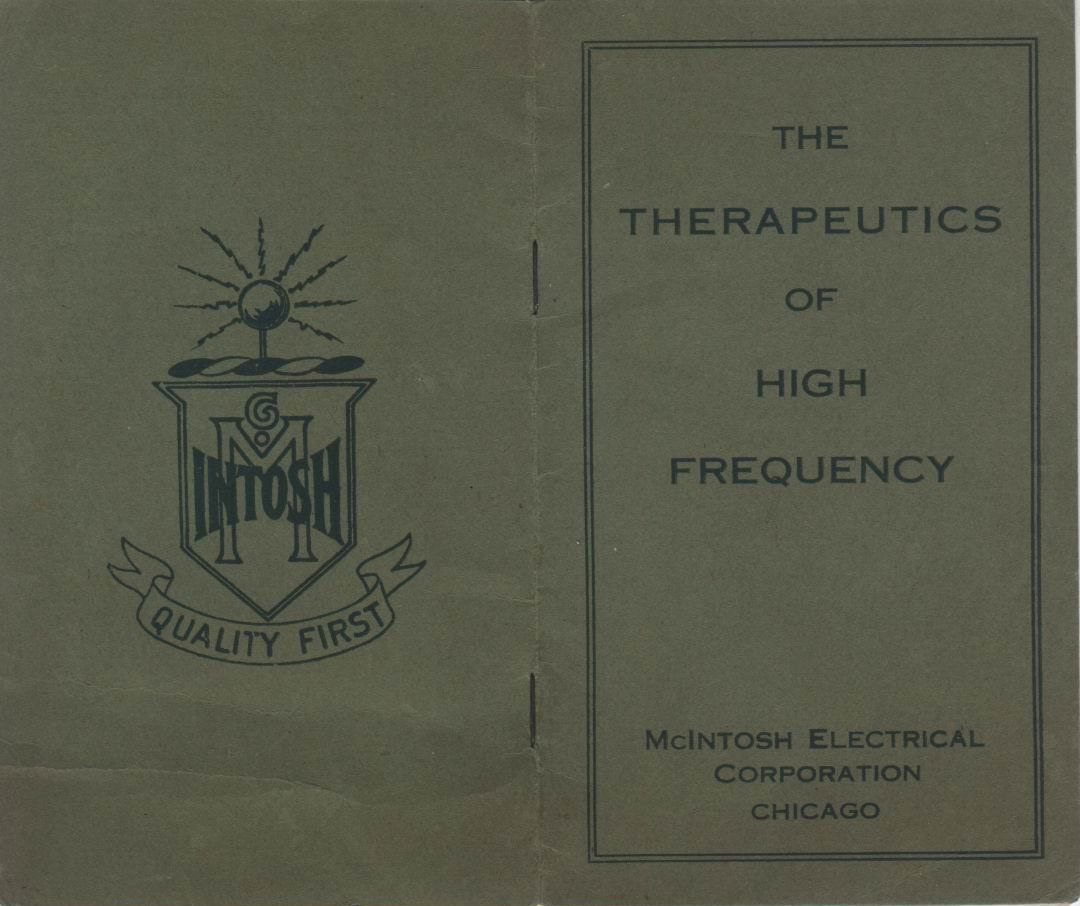 McINTOSH
QUALITY FIRST
THE
THERAPEUTICS
OF
HIGH
FREQUENCY
McIntosh Electrical
Corporation
CHICAGO